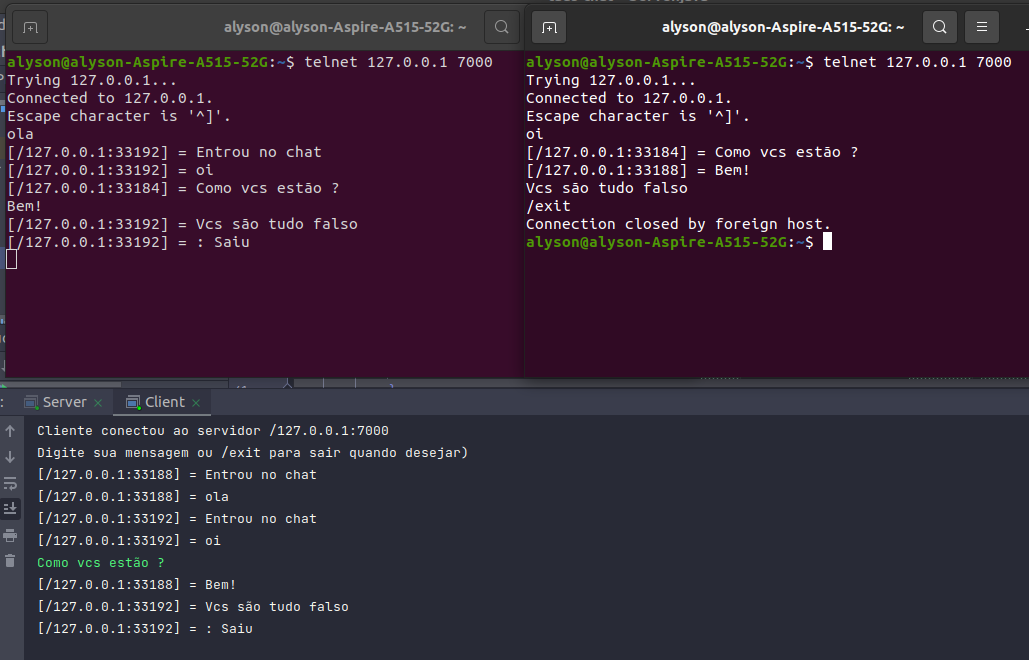 alyson@alyson-Aspire-A515-52G: ~
alyson@alyson-Aspire-A515-52G:~$ telnet 127.0.0.1 7000
Trying 127.0.0.1...
Connected to 127.0.0.1.
Escape character is '^]'.
ola
[/127.0.0.1:33192] = Entrou no chat
[/127.0.0.1:33192] = oi
[/127.0.0.1:33184] = Como vcs estão ?
Bem!
[/127.0.0.1:33192] = Vcs são tudo falso
[/127.0.0.1:33192] = : Saiu
alyson@alyson-Aspire-A515-52G: ~
alyson@alyson-Aspire-A515-52G:~$ telnet 127.0.0.1 7000
Trying 127.0.0.1...
Connected to 127.0.0.1.
Escape character is '^]'.
oi
[/127.0.0.1:33184] = Como vcs estão ?
[/127.0.0.1:33188] = Bem!
Vcs são tudo falso
/exit
Connection closed by foreign host.
alyson@alyson-Aspire-A515-52G:~$
: Server × Client ×
Cliente conectou ao servidor /127.0.0.1:7000
Digite sua mensagem ou /exit para sair quando desejar)
[/127.0.0.1:33188] = Entrou no chat
[/127.0.0.1:33188] = ola
[/127.0.0.1:33192] = Entrou no chat
[/127.0.0.1:33192] = oi
Como vcs estão ?
[/127.0.0.1:33188] = Bem!
[/127.0.0.1:33192] = Vcs são tudo falso
[/127.0.0.1:33192] = : Saiu